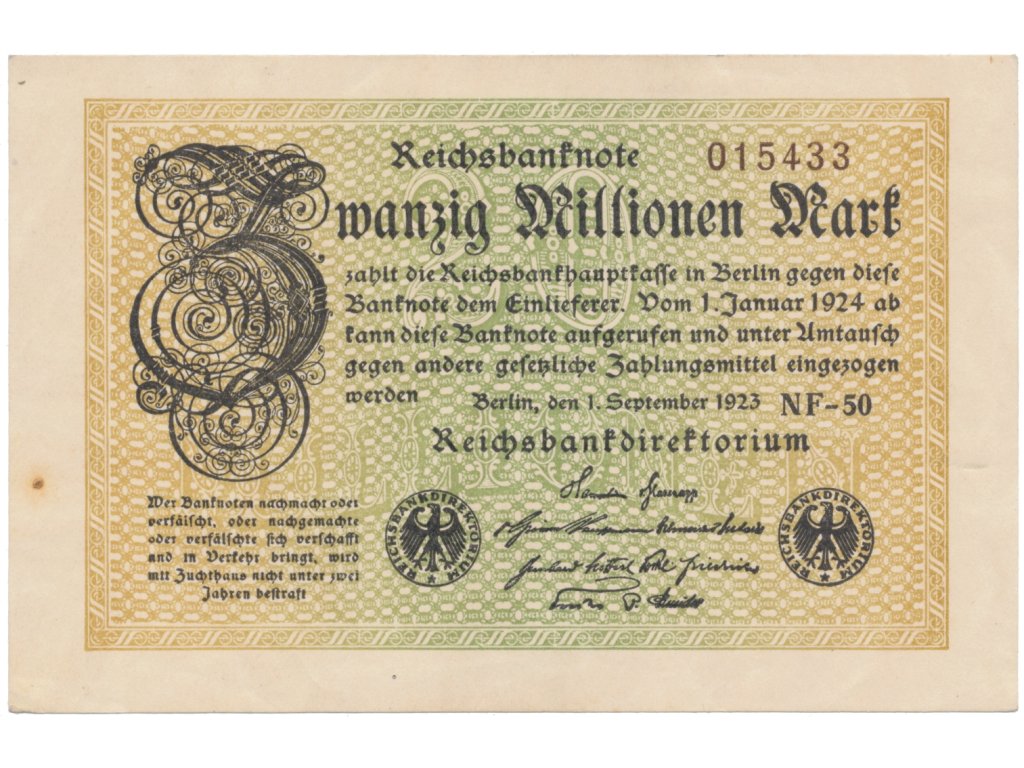 Reichsbanknote 015433
Zwanzig Millionen Mark
zahlt die Reichsbankhauptkasse in Berlin gegen diese
Banknote dem Einlieferer. Vom 1. Januar 1924 ab
kann diese Banknote aufgerufen und unter Umtausch
gegen andere gesetzliche Zahlungsmittel eingezogen
werden
Berlin, den 1. September 1923 NF-50
Reichsbankdirektorium
Wer Banknoten nachmacht oder
verfälscht, oder nachgemachte
oder verfälschte sich verschafft
und in Verkehr bringt, wird
mit Zuchthaus nicht unter zwei
Jahren bestraft
REICHSBANKDIREKTORIUM
REICHSBANKDIREKTORIUM
20